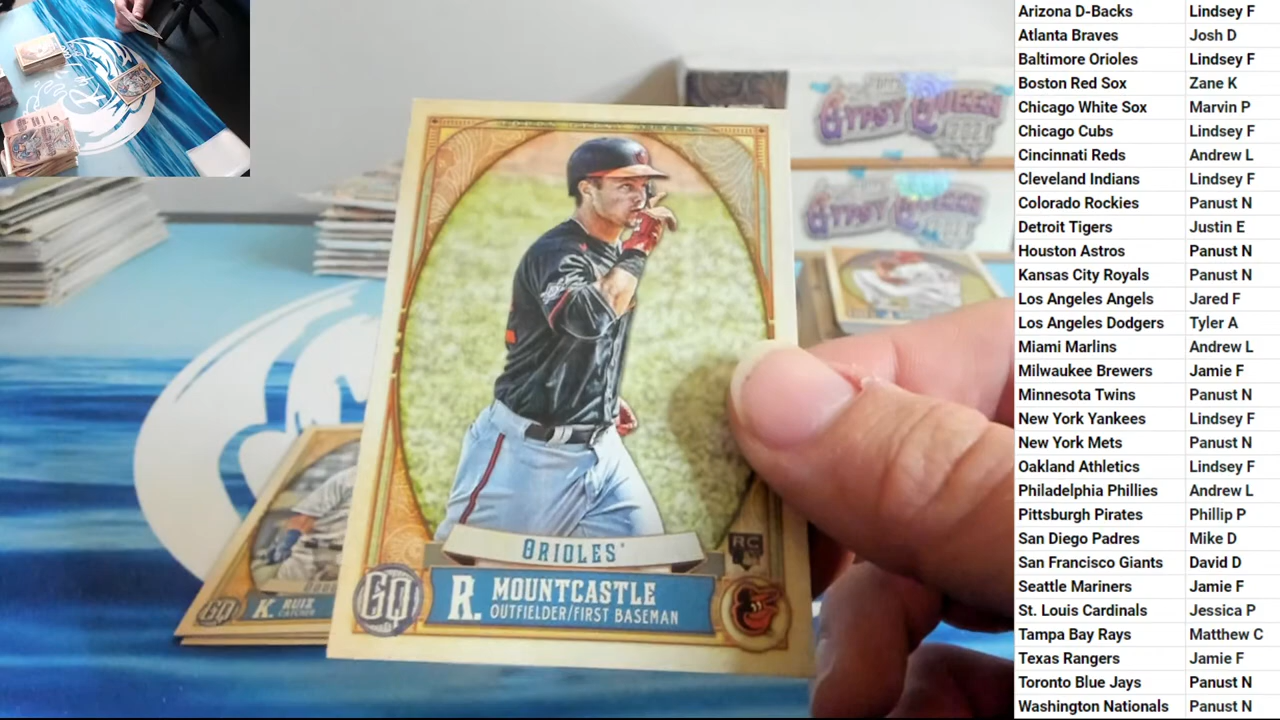 GYPSY QUEEN
GYPSY QUEEN
ORIOLES
RC
GQ
R. MOUNTCASTLE
OUTFIELDER/FIRST BASEMAN
GQ
K. RUIZ
CATCHER
Arizona D-Backs Lindsey F
Atlanta Braves Josh D
Baltimore Orioles Lindsey F
Boston Red Sox Zane K
Chicago White Sox Marvin P
Chicago Cubs Lindsey F
Cincinnati Reds Andrew L
Cleveland Indians Lindsey F
Colorado Rockies Panust N
Detroit Tigers Justin E
Houston Astros Panust N
Kansas City Royals Panust N
Los Angeles Angels Jared F
Los Angeles Dodgers Tyler A
Miami Marlins Andrew L
Milwaukee Brewers Jamie F
Minnesota Twins Panust N
New York Yankees Lindsey F
New York Mets Panust N
Oakland Athletics Lindsey F
Philadelphia Phillies Andrew L
Pittsburgh Pirates Phillip P
San Diego Padres Mike D
San Francisco Giants David D
Seattle Mariners Jamie F
St. Louis Cardinals Jessica P
Tampa Bay Rays Matthew C
Texas Rangers Jamie F
Toronto Blue Jays Panust N
Washington Nationals Panust N